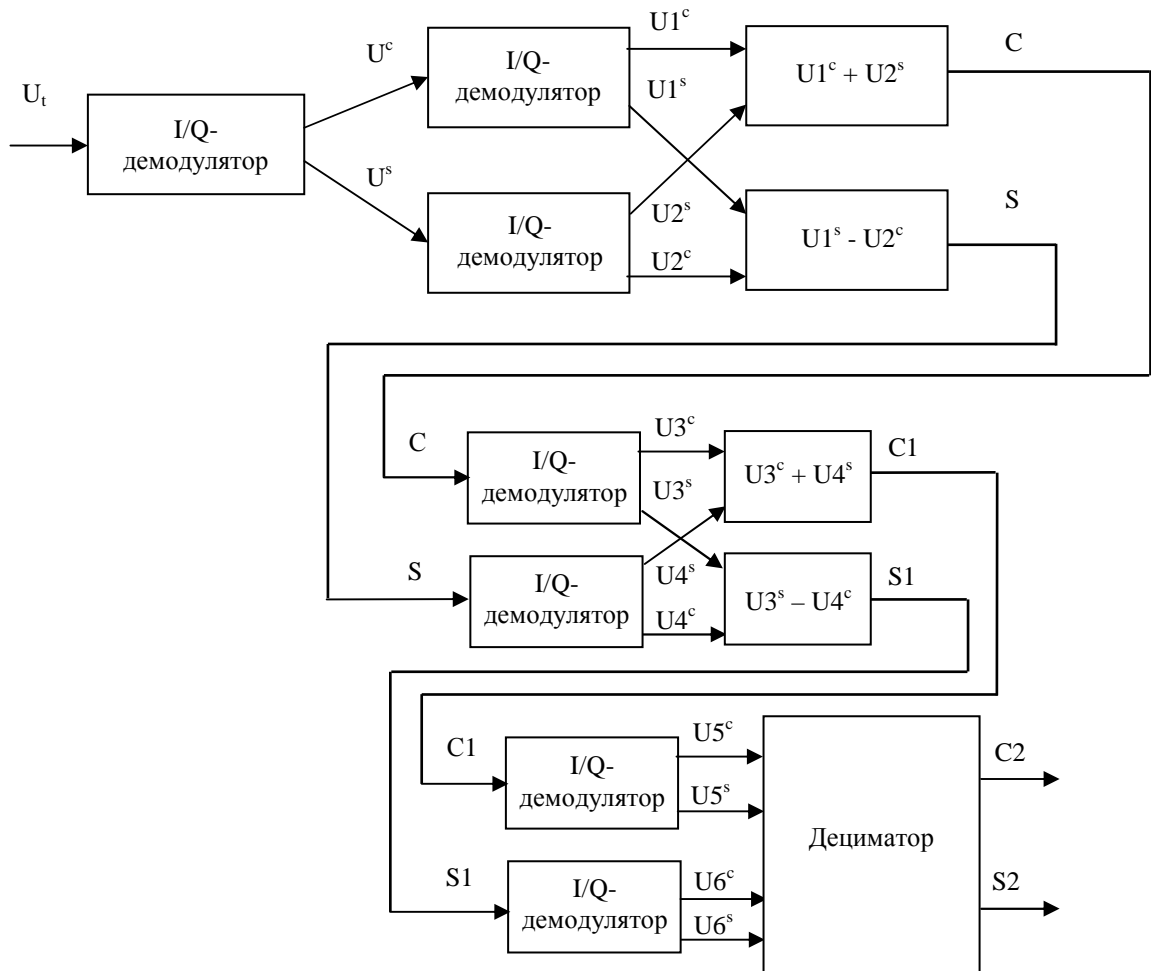 U^c
I/Q-
демодулятор
U1^c
U1^s
U1^c + U2^s
C
U_t
I/Q-
демодулятор
U^s
I/Q-
демодулятор
U2^s
U2^c
U1^s - U2^c
S
C
I/Q-
демодулятор
U3^c
U3^s
U3^c + U4^s
C1
S
I/Q-
демодулятор
U4^s
U4^c
U3^s – U4^c
S1
C1
I/Q-
демодулятор
U5^c
U5^s
Дециматор
C2
S1
I/Q-
демодулятор
U6^c
U6^s
S2